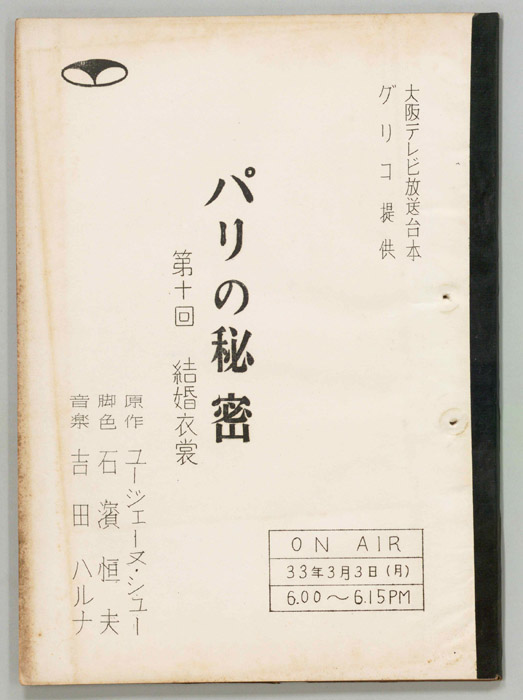 大阪テレビ放送台本
グリコ提供
パリの秘密
第十回 結婚衣裳
原作 ユージェーヌ・シュー
脚色 石濱恒夫
音楽 吉田ハルナ
ON AIR
33年3月3日(月)
6.00〜6.15PM